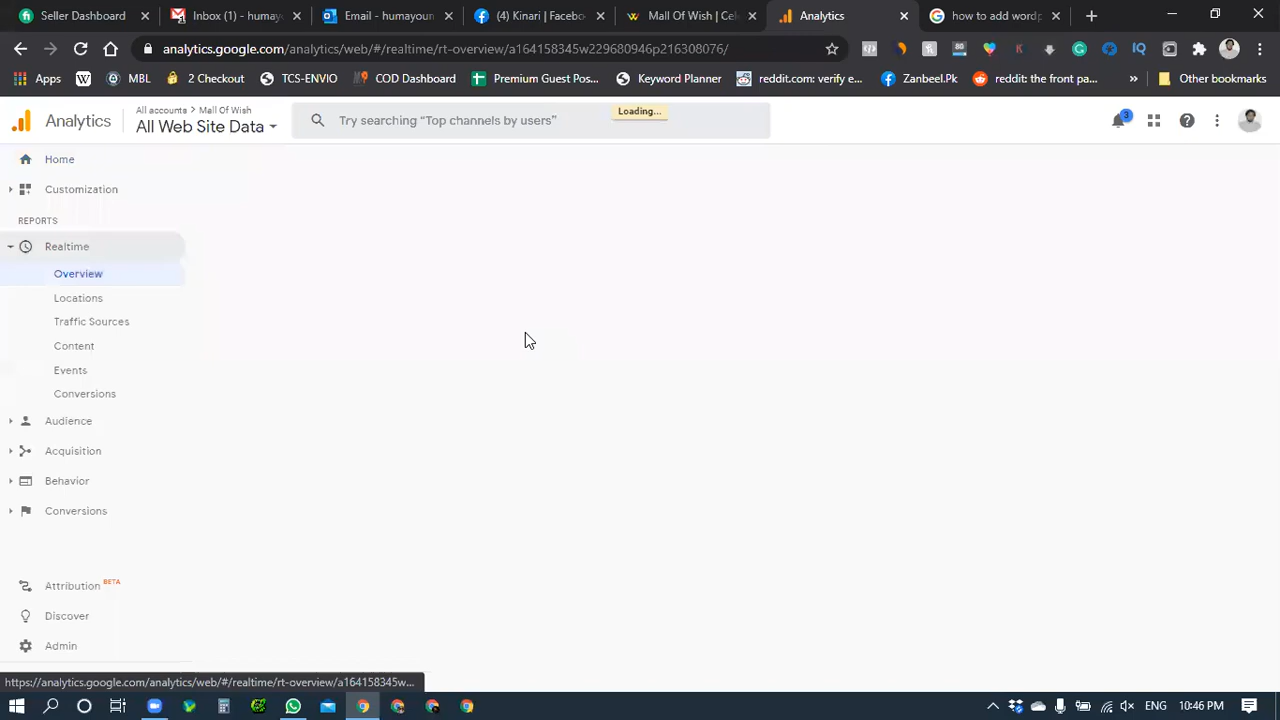 Seller Dashboard
Inbox ( - humayo
Email - humayoun
(4) Kinari | Facebo
Mall Of Wish | Cel
Analytics
how to add wordp
analytics.google.com/analytics/web/#/realtime/rt-overview/a164158345w229680946p216308076/
Apps
MBL
2 Checkout
TCS-ENVIO
COD Dashboard
Premium Guest Pos...
Keyword Planner
reddit.com: verify e...
Zanbeel.Pk
reddit: the front pa...
»
Other bookmarks
Analytics
All accounts > Mall Of Wish
All Web Site Data
Try searching "Top channels by users"
Loading...
3
Home
Customization
REPORTS
Realtime
Overview
Locations
Traffic Sources
Content
Events
Conversions
Audience
Acquisition
Behavior
Conversions
Attribution BETA
Discover
Admin
https://analytics.google.com/analytics/web/#/realtime/rt-overview/a164158345w...
ENG
10:46 PM